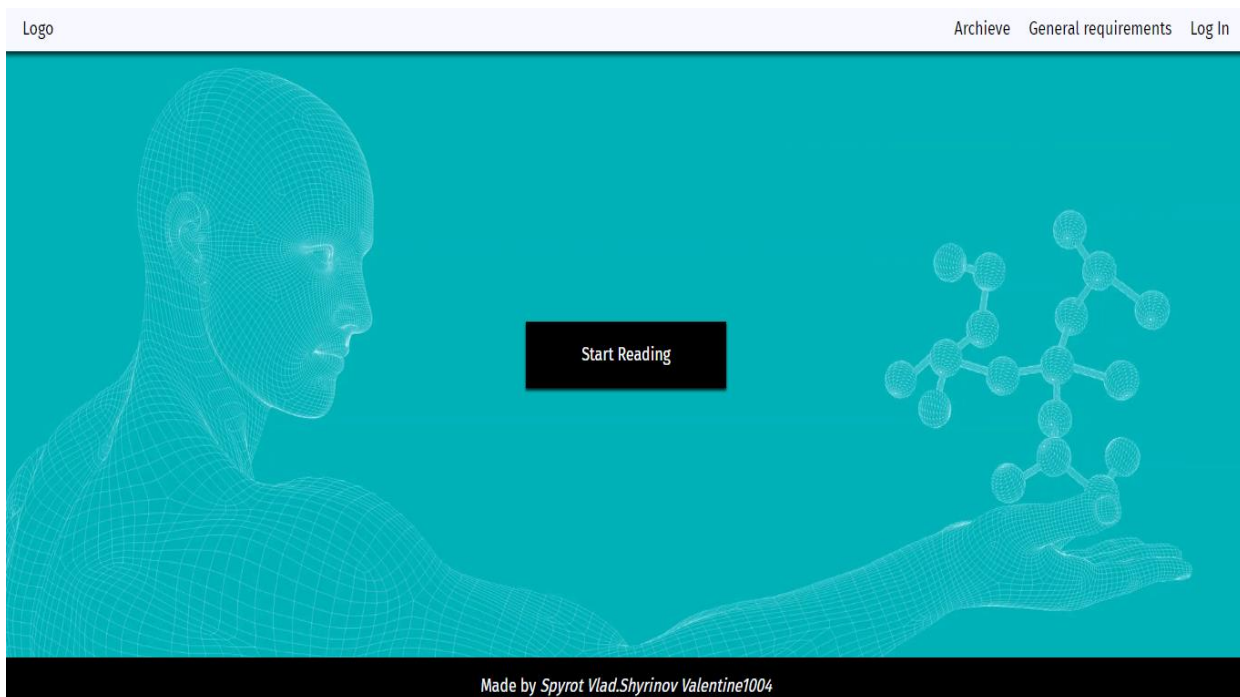 Logo
Archieve General requirements Log In
Start Reading
Made by Spyrot Vlad.Shyrinov Valentine1004